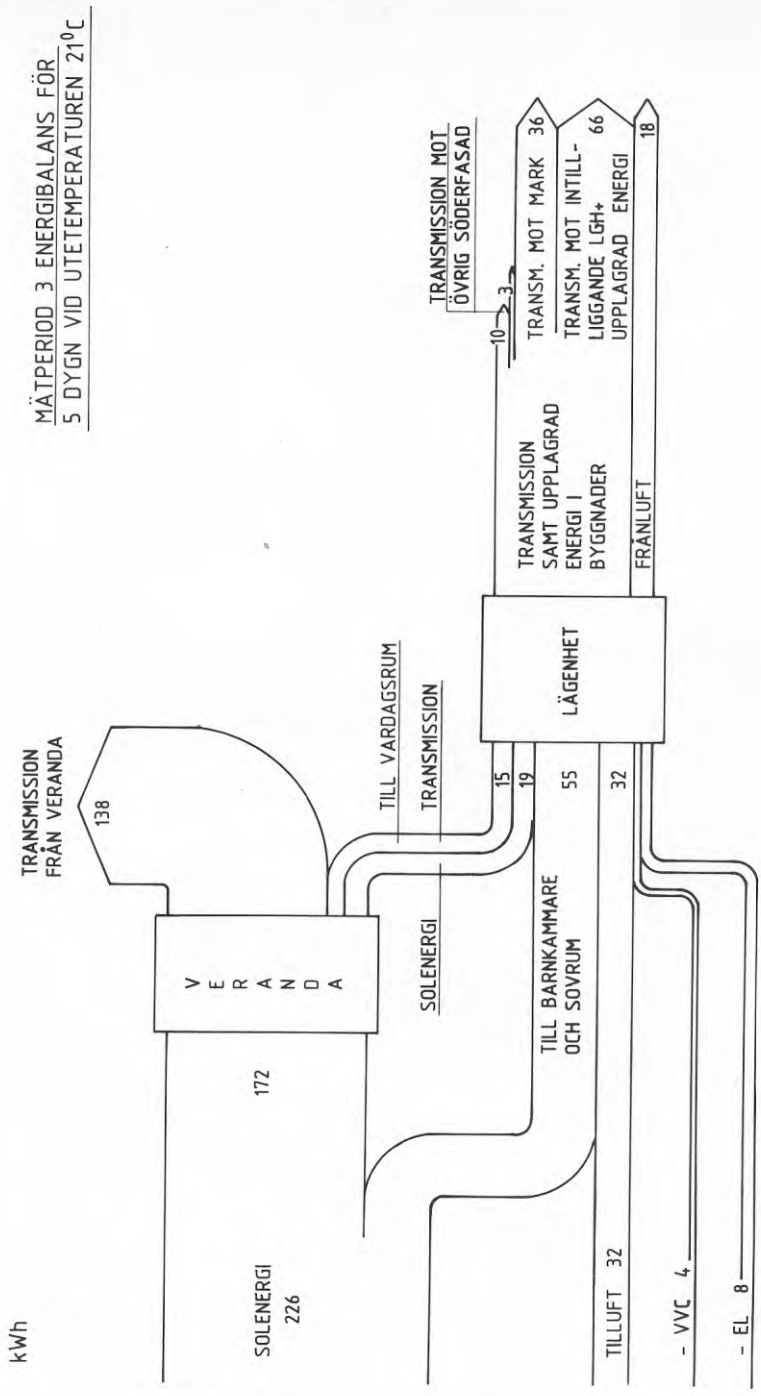 kWh
MÄTPERIOD 3 ENERGIBALANS FÖR
5 DYGN VID UTETEMPERATUREN 21⁰C
TRANSMISSION
FRÅN VERANDA
138
SOLENERGI
226
172
VERANDA
TILL VARDAGSRUM
TRANSMISSION
SOLENERGI
15
19
TILL BARNKAMMARE
OCH SOVRUM
55
TILLUFT 32
32
- VVC 4
- EL 8
LÄGENHET
TRANSMISSION MOT
ÖVRIG SÖDERFASAD
10
3
TRANSMISSION
SAMT UPPLAGRAD
ENERGI I
BYGGNADER
TRANSM. MOT MARK 36
TRANSM. MOT INTILL-
LIGGANDE LGH+ 66
UPPLAGRAD ENERGI
FRÅNLUFT
18